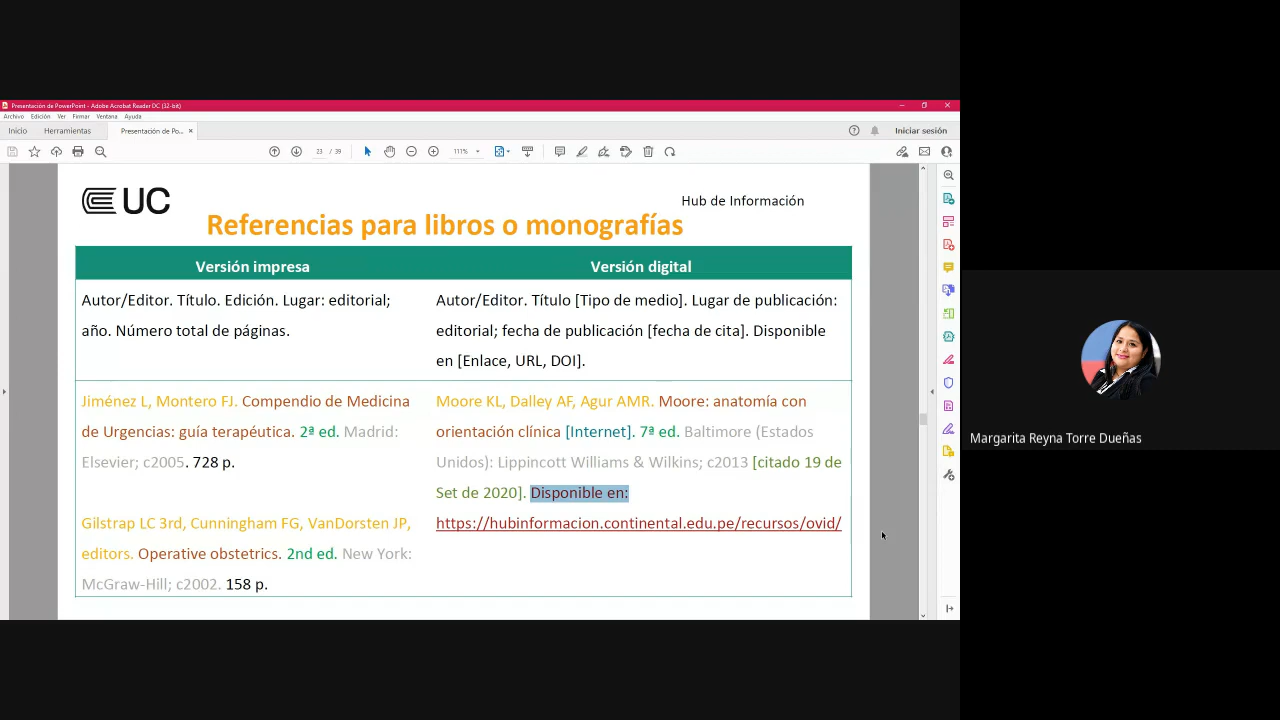 Presentación de PowerPoint - Adobe Acrobat Reader DC (32-bit)
Archivo Edición Ver Firmar Ventana Ayuda
Inicio Herramientas Presentación de Po... × Iniciar sesión
23 / 39 111%
UC
Hub de Información
Referencias para libros o monografías
Versión impresa
Autor/Editor. Título. Edición. Lugar: editorial;
año. Número total de páginas.
Jiménez L, Montero FJ. Compendio de Medicina
de Urgencias: guía terapéutica. 2ª ed. Madrid:
Elsevier; c2005. 728 p.
Gilstrap LC 3rd, Cunningham FG, VanDorsten JP,
editors. Operative obstetrics. 2nd ed. New York:
McGraw-Hill; c2002. 158 p.
Versión digital
Autor/Editor. Título [Tipo de medio]. Lugar de publicación:
editorial; fecha de publicación [fecha de cita]. Disponible
en [Enlace, URL, DOI].
Moore KL, Dalley AF, Agur AMR. Moore: anatomía con
orientación clínica [Internet]. 7ª ed. Baltimore (Estados
Unidos): Lippincott Williams & Wilkins; c2013 [citado 19 de
Set de 2020]. Disponible en:
https://hubinformacion.continental.edu.pe/recursos/ovid/
Margarita Reyna Torre Dueñas